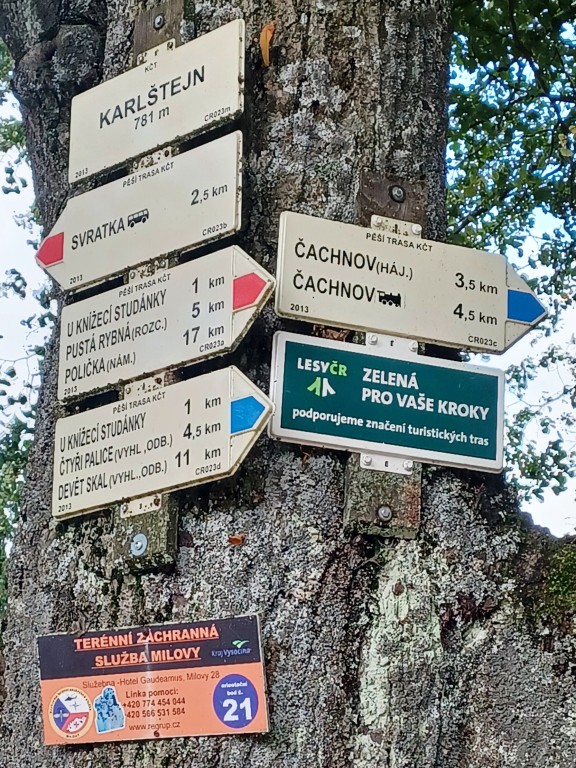 KČT
KARLŠTEJN
781 m
2013 CR023m
PĚŠÍ TRASA KČT
SVRATKA 2,5 km
2013 CR023b
PĚŠÍ TRASA KČT
U KNÍŽECÍ STUDÁNKY 1 km
PUSTÁ RYBNÁ (ROZC.) 5 km
POLIČKA (NÁM.) 17 km
2013 CR023a
PĚŠÍ TRASA KČT
U KNÍŽECÍ STUDÁNKY 1 km
ČTYŘI PALICE (VYHL.,ODB.) 4,5 km
DEVĚT SKAL (VYHL.,ODB.) 11 km
2013 CR023d
PĚŠÍ TRASA KČT
ČACHNOV (HÁJ.) 3,5 km
ČACHNOV 4,5 km
2013 CR023c
LESYČR
ZELENÁ
PRO VAŠE KROKY
podporujeme značení turistických tras
TERÉNNÍ ZÁCHRANNÁ
SLUŽBA MILOVY
Kraj Vysočina
Služebna -Hotel Gaudeamus, Milovy 28
Linka pomoci:
+420 774 454 044
+420 566 531 584
www.regrup.cz
orientační
bod č.
21